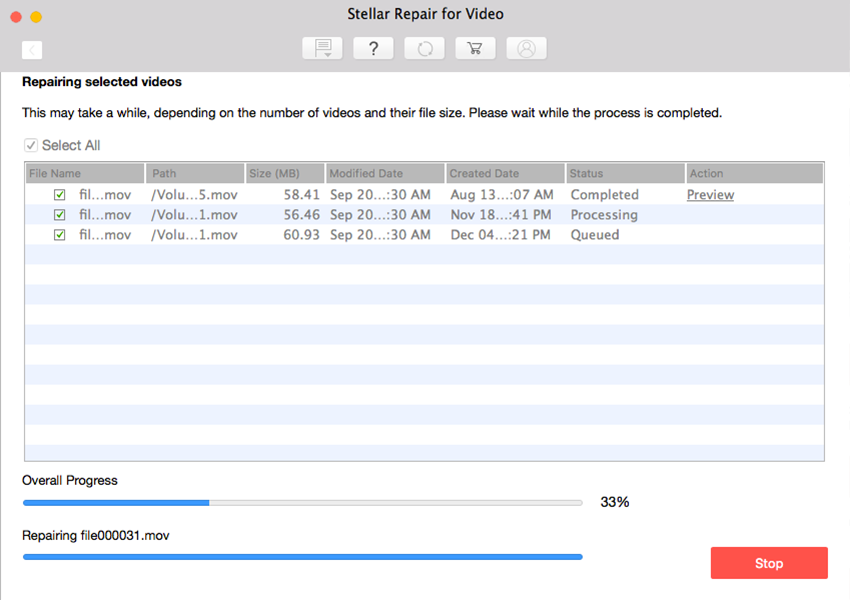 Stellar Repair for Video
?
Repairing selected videos
This may take a while, depending on the number of videos and their file size. Please wait while the process is completed.
Select All
File Name Path Size (MB) Modified Date Created Date Status Action
fil...mov /Volu...5.mov 58.41 Sep 20...:30 AM Aug 13...:07 AM Completed Preview
fil...mov /Volu...1.mov 56.46 Sep 20...:30 AM Nov 18...:41 PM Processing
fil...mov /Volu...1.mov 60.93 Sep 20...:30 AM Dec 04...:21 PM Queued
Overall Progress
33%
Repairing file000031.mov
Stop